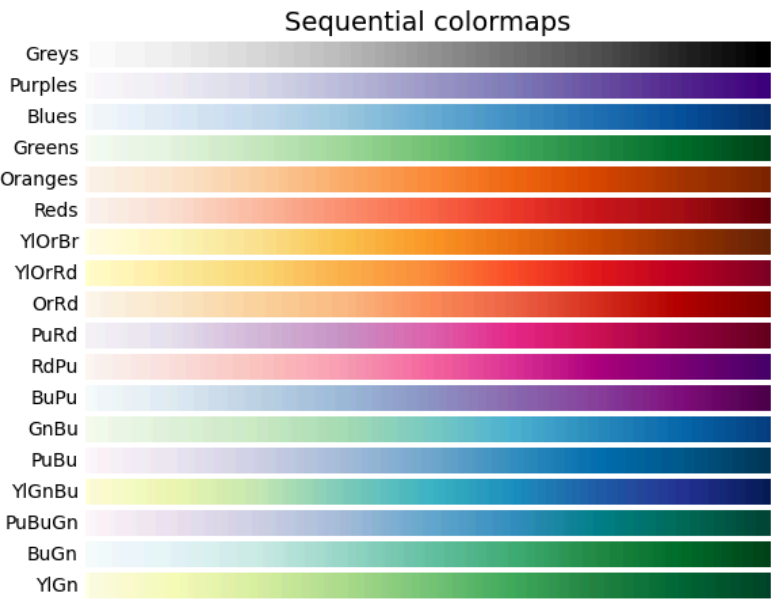 Sequential colormaps
Greys
Purples
Blues
Greens
Oranges
Reds
YlOrBr
YlOrRd
OrRd
PuRd
RdPu
BuPu
GnBu
PuBu
YlGnBu
PuBuGn
BuGn
YlGn